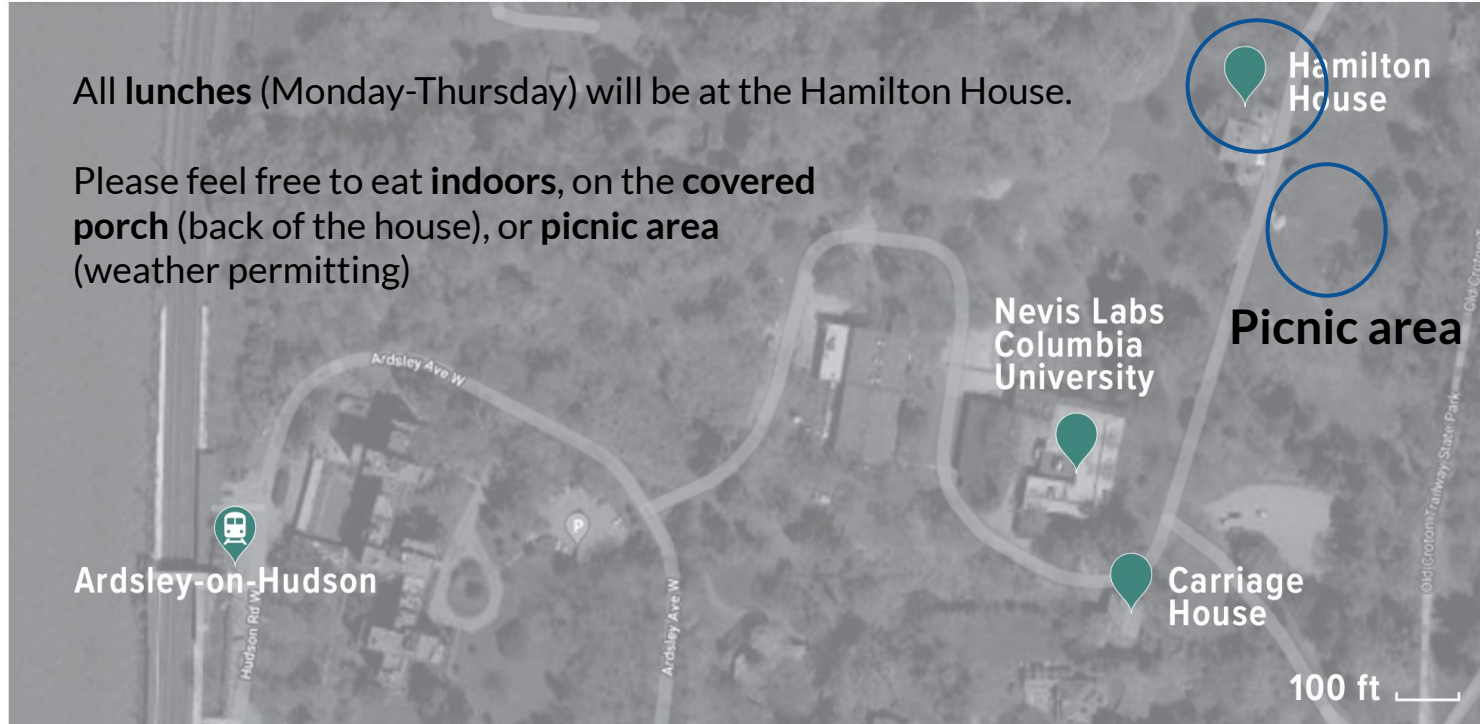 All lunches (Monday-Thursday) will be at the Hamilton House.
Please feel free to eat indoors, on the covered
porch (back of the house), or picnic area
(weather permitting)
Hamilton
House
Picnic area
Nevis Labs
Columbia
University
Ardsley Ave W
P
Ardsley-on-Hudson
Hudson Rd W
Ardsley Ave W
Carriage
House
Old Croton Trailway State Park
Old Croton T
100 ft